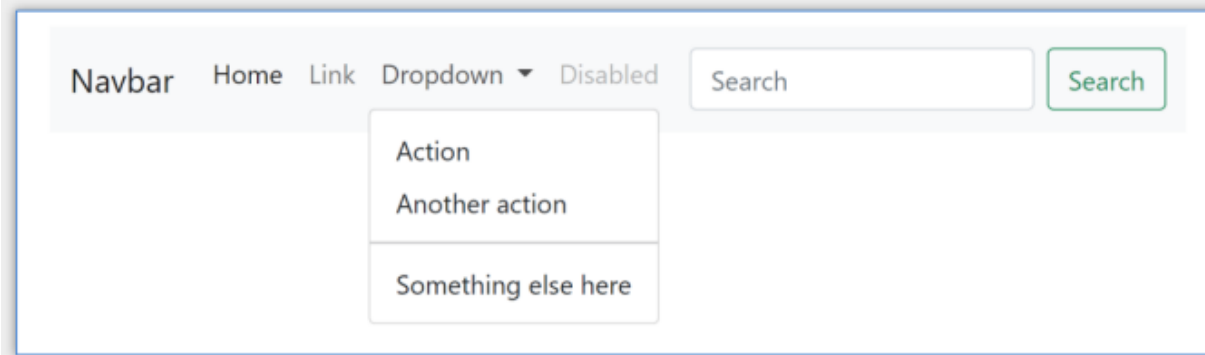 Navbar Home Link Dropdown Disabled Search Search
Action
Another action
Something else here